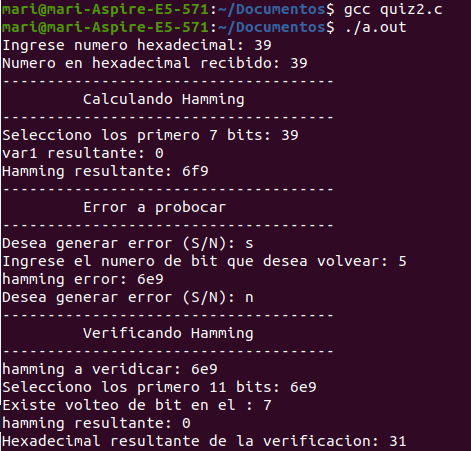 mari@mari-Aspire-E5-571:~/Documentos$ gcc quiz2.c
mari@mari-Aspire-E5-571:~/Documentos$ ./a.out
Ingrese numero hexadecimal: 39
Numero en hexadecimal recibido: 39
-------------------------------------
Calculando Hamming
-------------------------------------
Selecciono los primero 7 bits: 39
var1 resultante: 0
Hamming resultante: 6f9
-------------------------------------
Error a probocar
-------------------------------------
Desea generar error (S/N): s
Ingrese el numero de bit que desea volvear: 5
hamming error: 6e9
Desea generar error (S/N): n
-------------------------------------
Verificando Hamming
-------------------------------------
hamming a veridicar: 6e9
Selecciono los primeros 11 bits: 6e9
Existe volteo de bit en el : 7
hamming resultante: 0
Hexadecimal resultante de la verificacion: 31